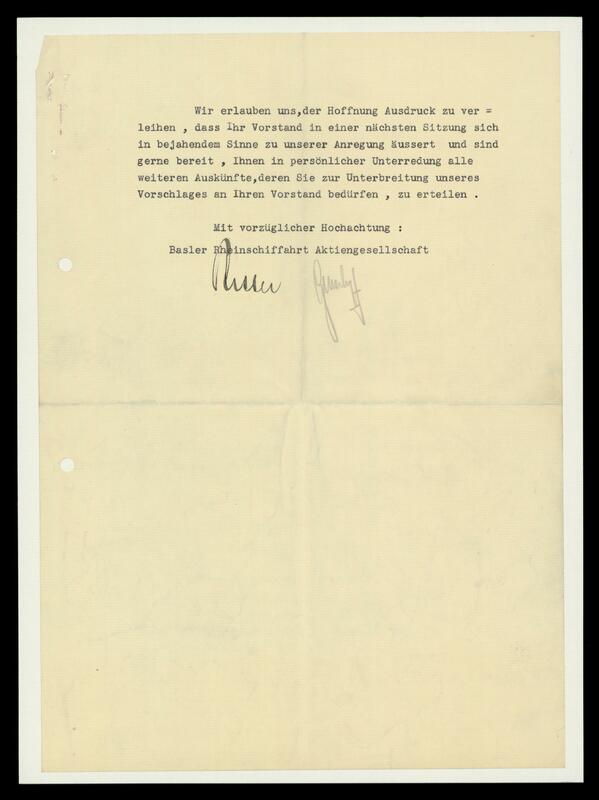 Wir erlauben uns,der Hoffnung Ausdruck zu ver =
leihen , dass Ihr Vorstand in einer nächsten Sitzung sich
in bejahendem Sinne zu unserer Anregung äussert und sind
gerne bereit , Ihnen in persönlicher Unterredung alle
weiteren Auskünfte,deren Sie zur Unterbreitung unseres
Vorschlages an Ihren Vorstand bedürfen , zu erteilen .
Mit vorzüglicher Hochachtung :
Basler Rheinschiffahrt Aktiengesellschaft